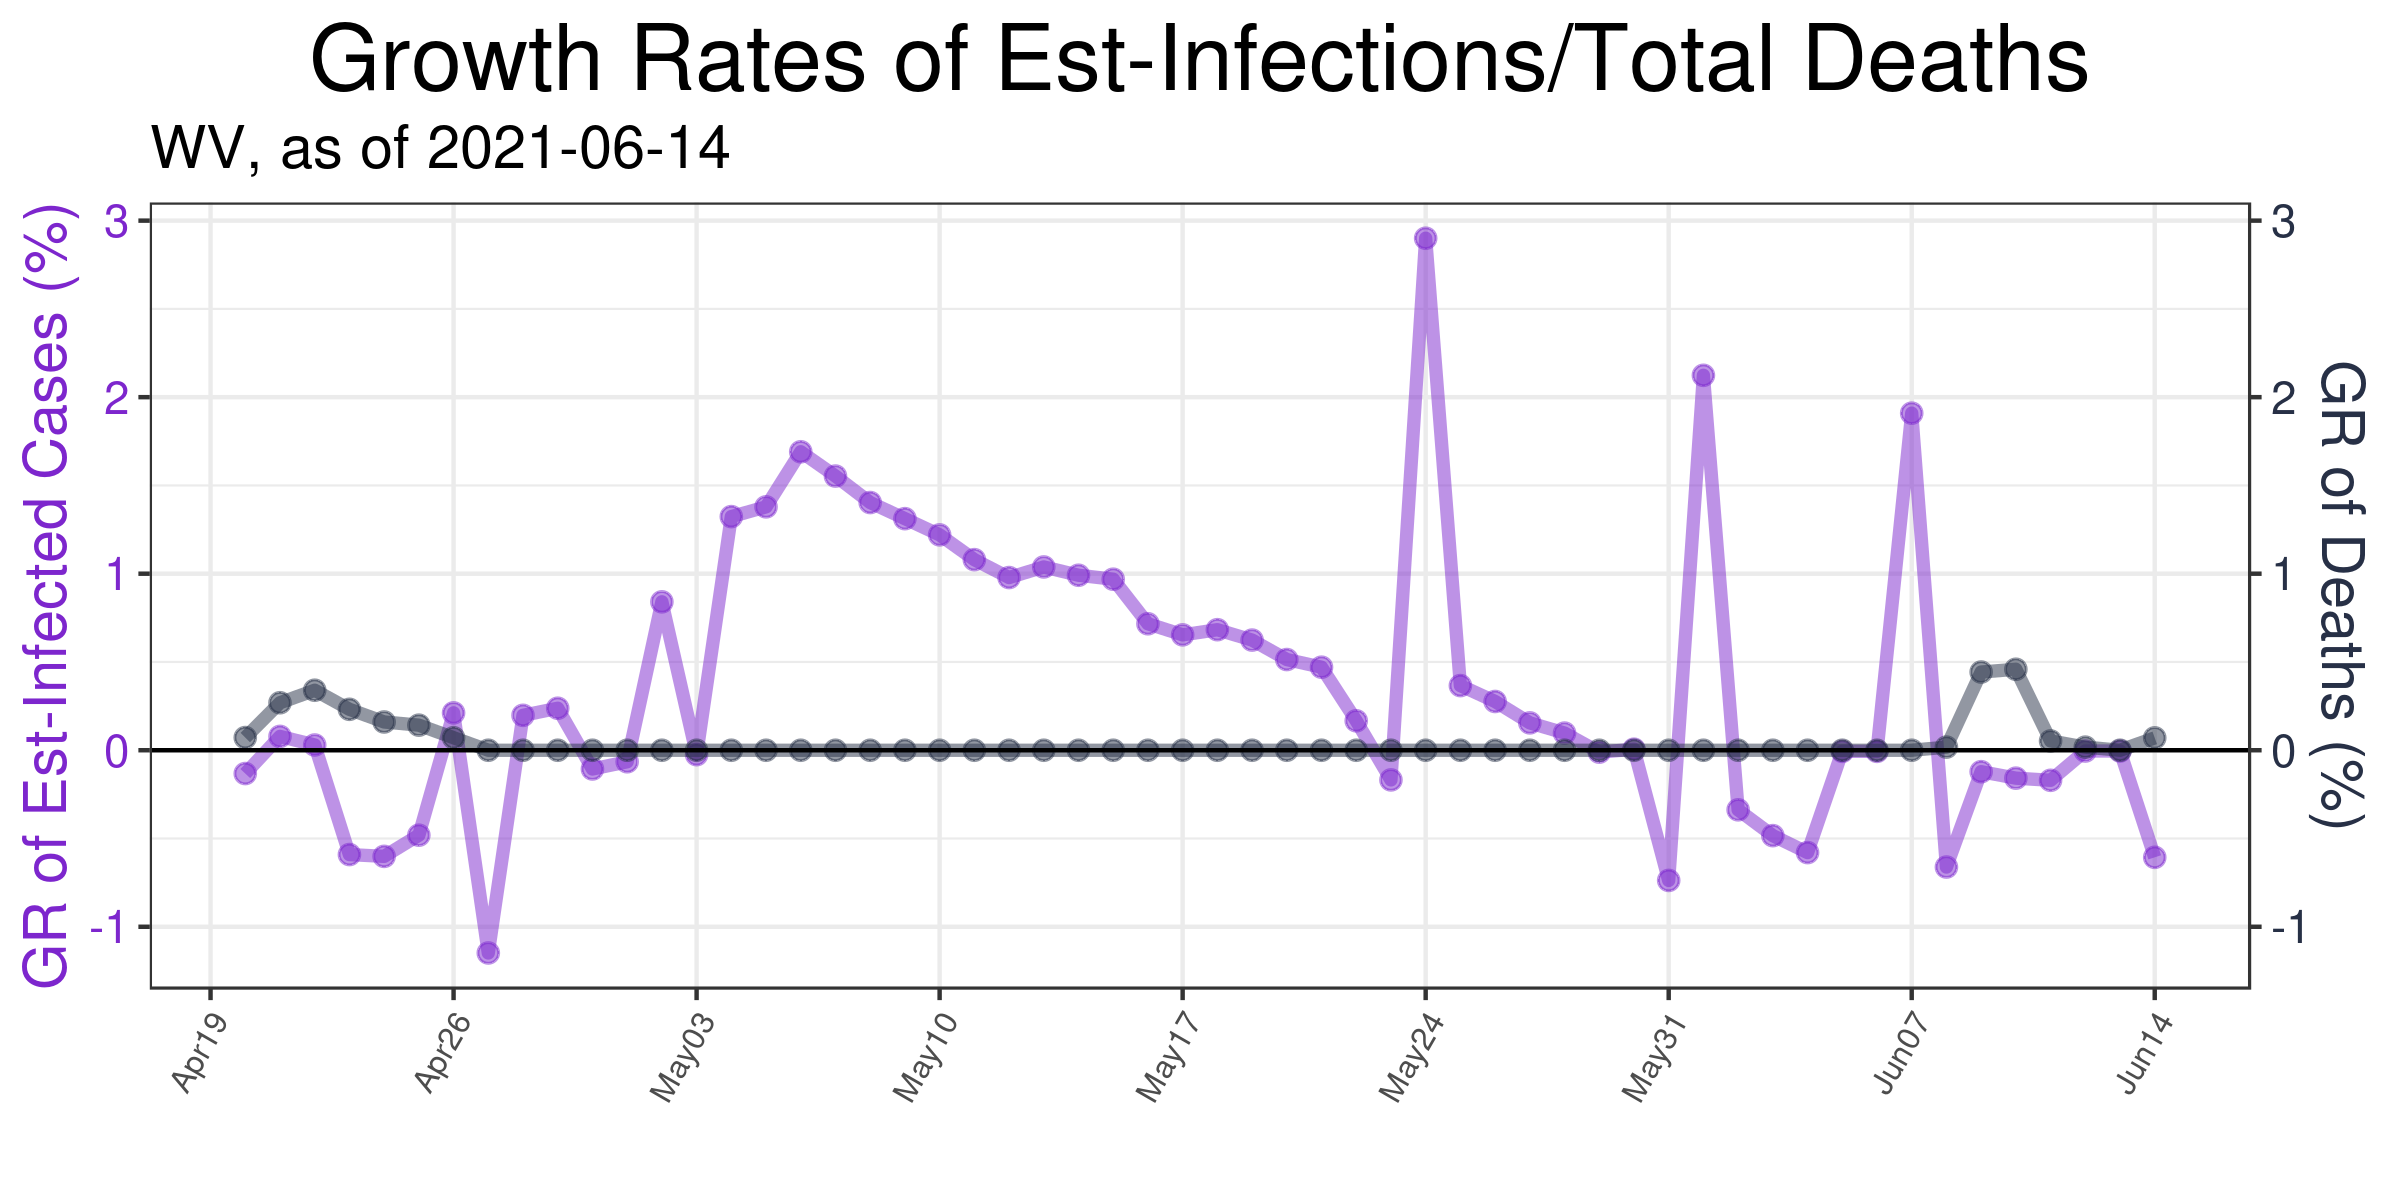 Growth Rates of Est-Infections/Total Deaths
WV, as of 2021-06-14
GR of Est-Infected Cases (%)
3
2
1
0
-1
3
2
1
0
-1
GR of Deaths (%)
Apr19
Apr26
May03
May10
May17
May24
May31
Jun07
Jun14